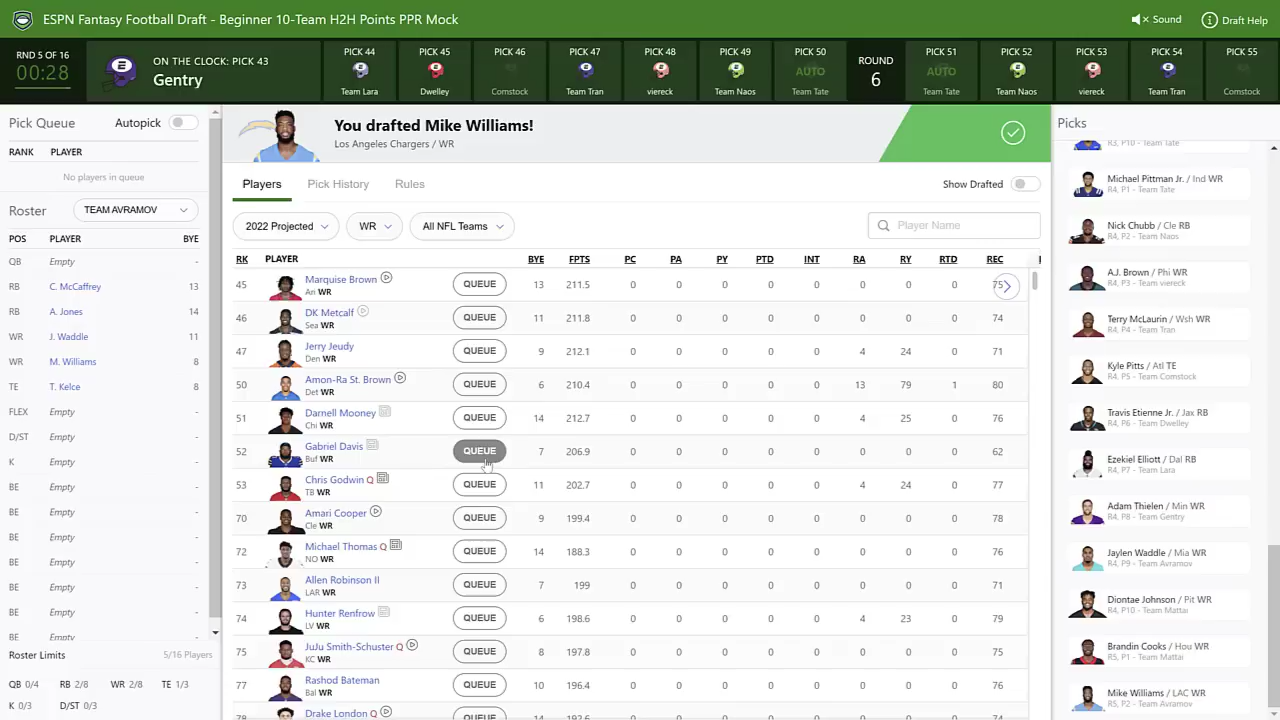 ESPN Fantasy Football Draft - Beginner 10-Team H2H Points PPR Mock
Sound
Draft Help
RND 5 OF 16
00:28
ON THE CLOCK: PICK 43
Gentry
PICK 44
Team Lara
PICK 45
Dwelley
PICK 46
Comstock
PICK 47
Team Tran
PICK 48
viereck
PICK 49
Team Naos
PICK 50
AUTO
Team Tate
ROUND
6
PICK 51
AUTO
Team Tate
PICK 52
Team Naos
PICK 53
viereck
PICK 54
Team Tran
PICK 55
Comstock
Pick Queue
Autopick
RANK PLAYER
No players in queue
Roster
TEAM AVRAMOV
POS PLAYER BYE
QB Empty -
RB C. McCaffrey 13
RB A. Jones 14
WR J. Waddle 11
WR M. Williams 8
TE T. Kelce 8
FLEX Empty -
D/ST Empty -
K Empty -
BE Empty -
BE Empty -
BE Empty -
BE Empty -
BE Empty -
BE Empty -
BE Empty -
Roster Limits 5/16 Players
QB 0/4 RB 2/8 WR 2/8 TE 1/3
K 0/3 D/ST 0/3
You drafted Mike Williams!
Los Angeles Chargers / WR
Players
Pick History
Rules
Show Drafted
2022 Projected
WR
All NFL Teams
Player Name
RK PLAYER BYE FPTS PC PA PY PTD INT RA RY RTD REC
45 Marquise Brown Ari WR QUEUE 13 211.5 0 0 0 0 0 0 0 0 75
46 DK Metcalf Sea WR QUEUE 11 211.8 0 0 0 0 0 0 0 0 74
47 Jerry Jeudy Den WR QUEUE 9 212.1 0 0 0 0 0 4 24 0 71
50 Amon-Ra St. Brown Det WR QUEUE 6 210.4 0 0 0 0 0 13 79 1 80
51 Darnell Mooney Chi WR QUEUE 14 212.7 0 0 0 0 0 4 25 0 76
52 Gabriel Davis Buf WR QUEUE 7 206.9 0 0 0 0 0 0 0 0 62
53 Chris Godwin Q TB WR QUEUE 11 202.7 0 0 0 0 0 4 24 0 77
70 Amari Cooper Cle WR QUEUE 9 199.4 0 0 0 0 0 0 0 0 78
72 Michael Thomas Q NO WR QUEUE 14 188.3 0 0 0 0 0 0 0 0 76
73 Allen Robinson II LAR WR QUEUE 7 199 0 0 0 0 0 0 0 0 71
74 Hunter Renfrow LV WR QUEUE 6 198.6 0 0 0 0 0 4 23 0 79
75 JuJu Smith-Schuster Q KC WR QUEUE 8 197.8 0 0 0 0 0 0 0 0 75
77 Rashod Bateman Bal WR QUEUE 10 196.4 0 0 0 0 0 0 0 0 76
78 Drake London Q QUEUE 14 192.6 0 0 0 0 0 0 0 0 74
Picks
R3, P10 - Team Tate
Michael Pittman Jr. / Ind WR
R4, P1 - Team Tate
Nick Chubb / Cle RB
R4, P2 - Team Naos
A.J. Brown / Phi WR
R4, P3 - Team viereck
Terry McLaurin / Wsh WR
R4, P4 - Team Tran
Kyle Pitts / Atl TE
R4, P5 - Team Comstock
Travis Etienne Jr. / Jax RB
R4, P6 - Team Dwelley
Ezekiel Elliott / Dal RB
R4, P7 - Team Lara
Adam Thielen / Min WR
R4, P8 - Team Gentry
Jaylen Waddle / Mia WR
R4, P9 - Team Avramov
Diontae Johnson / Pit WR
R4, P10 - Team Mattai
Brandin Cooks / Hou WR
R5, P1 - Team Mattai
Mike Williams / LAC WR
R5, P2 - Team Avramov